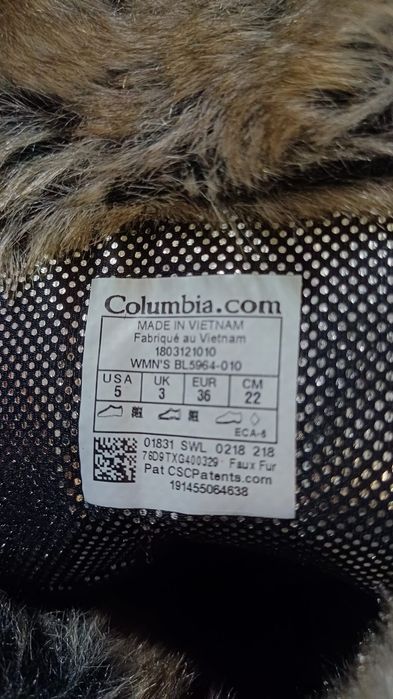 Columbia.com
MADE IN VIETNAM
Fabriqué au Vietnam
1803121010
WMN'S BL5964-010
USA UK EUR CM
5 3 36 22
ECA-6
01831 SWL 0218 218
76D9TXG400329 Faux Fur
Pat CSCPatents.com
191455064638